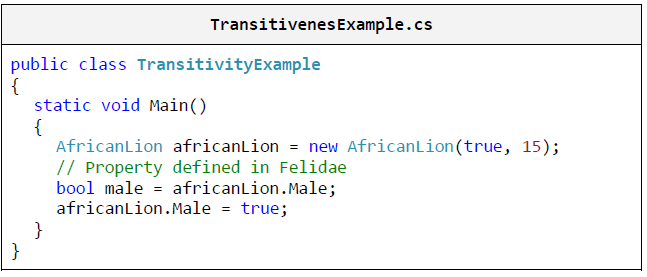 TransitivenesExample.cs
public class TransitivityExample
{
static void Main()
{
AfricanLion africanLion = new AfricanLion(true, 15);
// Property defined in Felidae
bool male = africanLion.Male;
africanLion.Male = true;
}
}